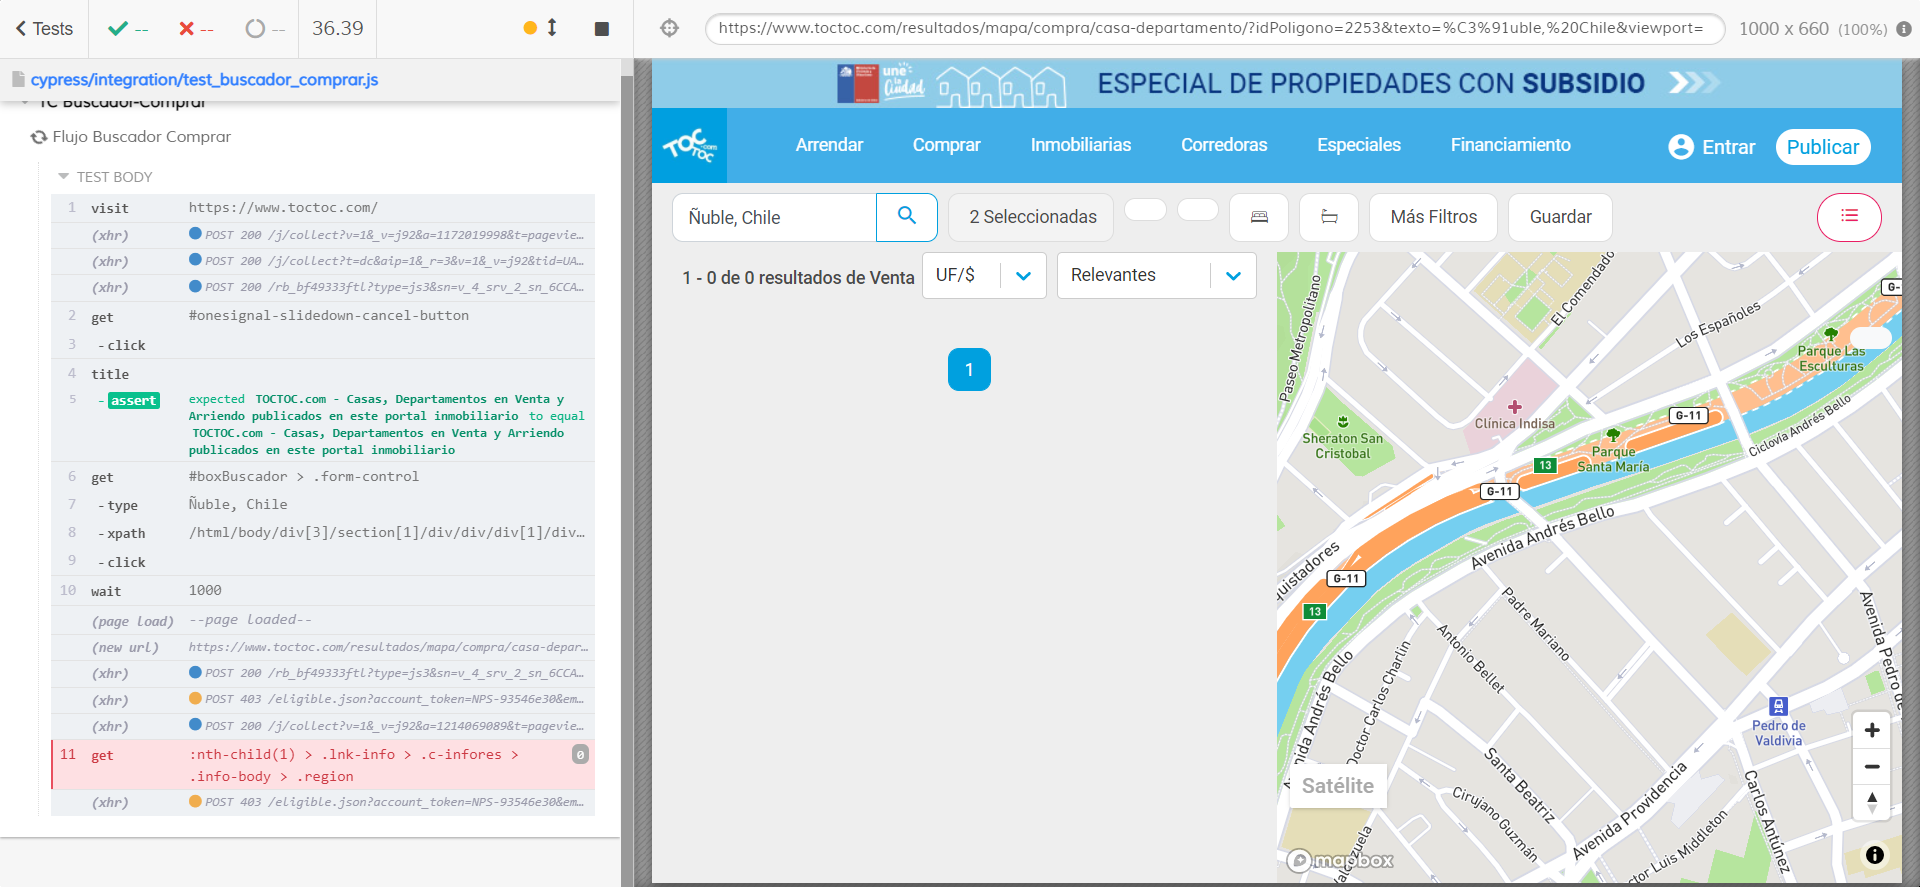 Tests
--
--
--
36.39
https://www.toctoc.com/resultados/mapa/compra/casa-departamento/?idPoligono=2253&texto=%C3%91uble,%20Chile&viewport=
1000 x 660 (100%)
cypress/integration/test_buscador_comprar.js
TC Buscador-Comprar
Flujo Buscador Comprar
TEST BODY
1 visit https://www.toctoc.com/
(xhr) POST 200 /j/collect?v=1&_v=j92&a=1172019998&t=pagevie…
(xhr) POST 200 /j/collect?t=dc&aip=1&_r=3&v=1&_v=j92&tid=UA…
(xhr) POST 200 /rb_bf49333ftl?type=js3&sn=v_4_srv_2_sn_6CCA…
2 get #onesignal-slidedown-cancel-button
3 -click
4 title
5 -assert expected TOCTOC.com - Casas, Departamentos en Venta y
Arriendo publicados en este portal inmobiliario to equal
TOCTOC.com - Casas, Departamentos en Venta y Arriendo
publicados en este portal inmobiliario
6 get #boxBuscador > .form-control
7 -type Ñuble, Chile
8 -xpath /html/body/div[3]/section[1]/div/div/div[1]/div…
9 -click
10 wait 1000
(page load) --page loaded--
(new url) https://www.toctoc.com/resultados/mapa/compra/casa-depar…
(xhr) POST 200 /rb_bf49333ftl?type=js3&sn=v_4_srv_2_sn_6CCA…
(xhr) POST 403 /eligible.json?account_token=NPS-93546e30&em…
(xhr) POST 200 /j/collect?v=1&_v=j92&a=1214069089&t=pagevie…
11 get :nth-child(1) > .lnk-info > .c-infores >
.info-body > .region
0
(xhr) POST 403 /eligible.json?account_token=NPS-93546e30&em…
une la Ciudad
ESPECIAL DE PROPIEDADES CON SUBSIDIO
TOC TOC .com
Arrendar
Comprar
Inmobiliarias
Corredoras
Especiales
Financiamiento
Entrar
Publicar
Ñuble, Chile
2 Seleccionadas
Más Filtros
Guardar
1 - 0 de 0 resultados de Venta
UF/$
Relevantes
1
Paseo Metropolitano
El Comendado
Los Españoles
G-
Parque Las
Esculturas
Clínica Indisa
G-11
Ciclovía Andrés Bello
Sheraton San
Cristobal
Parque
Santa María
13
G-11
Avenida Andrés Bello
quistadores
G-11
13
Padre Mariano
Antonio Bellet
Avenida Andrés Bello
Doctor Carlos Charlin
Avenida Pedro de
Pedro de
Valdivia
Santa Beatriz
Cirujano Guzmán
Avenida Providencia
Carlos Antúnez
ctor Luis Middleton
Valenzuela
Satélite
mapbox